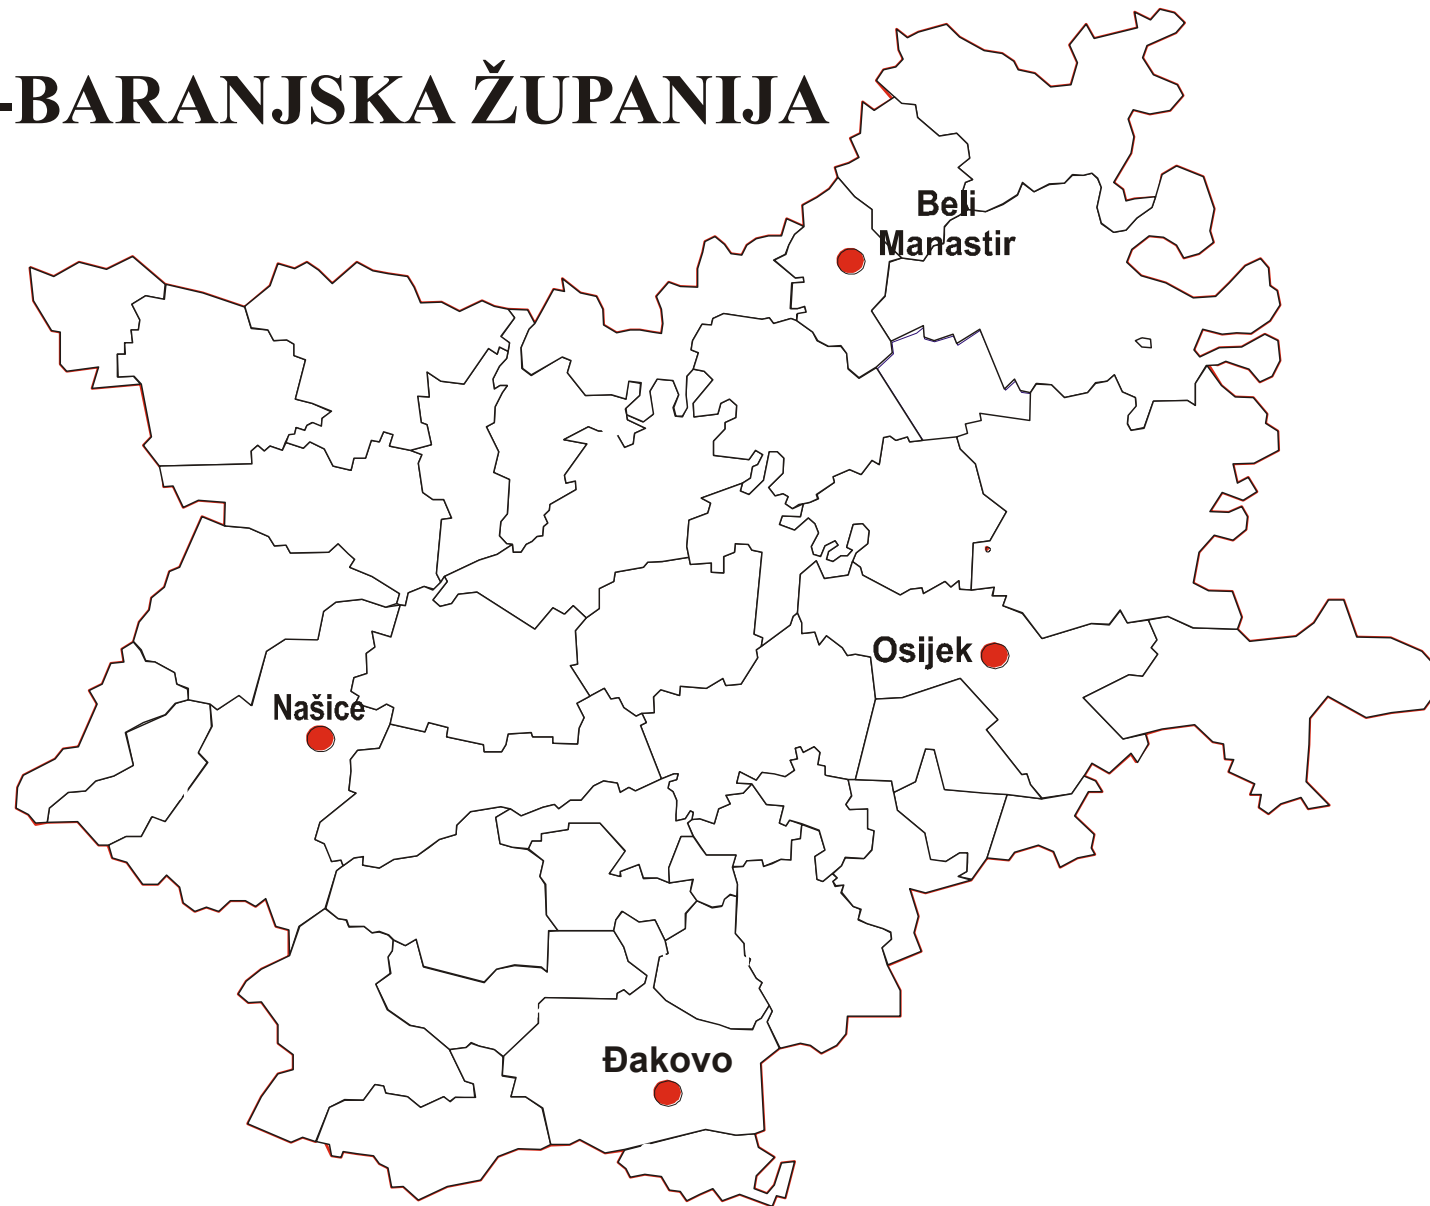 -BARANJSKA ŽUPANIJA
Beli
Manastir
Osijek
Našice
Đakovo